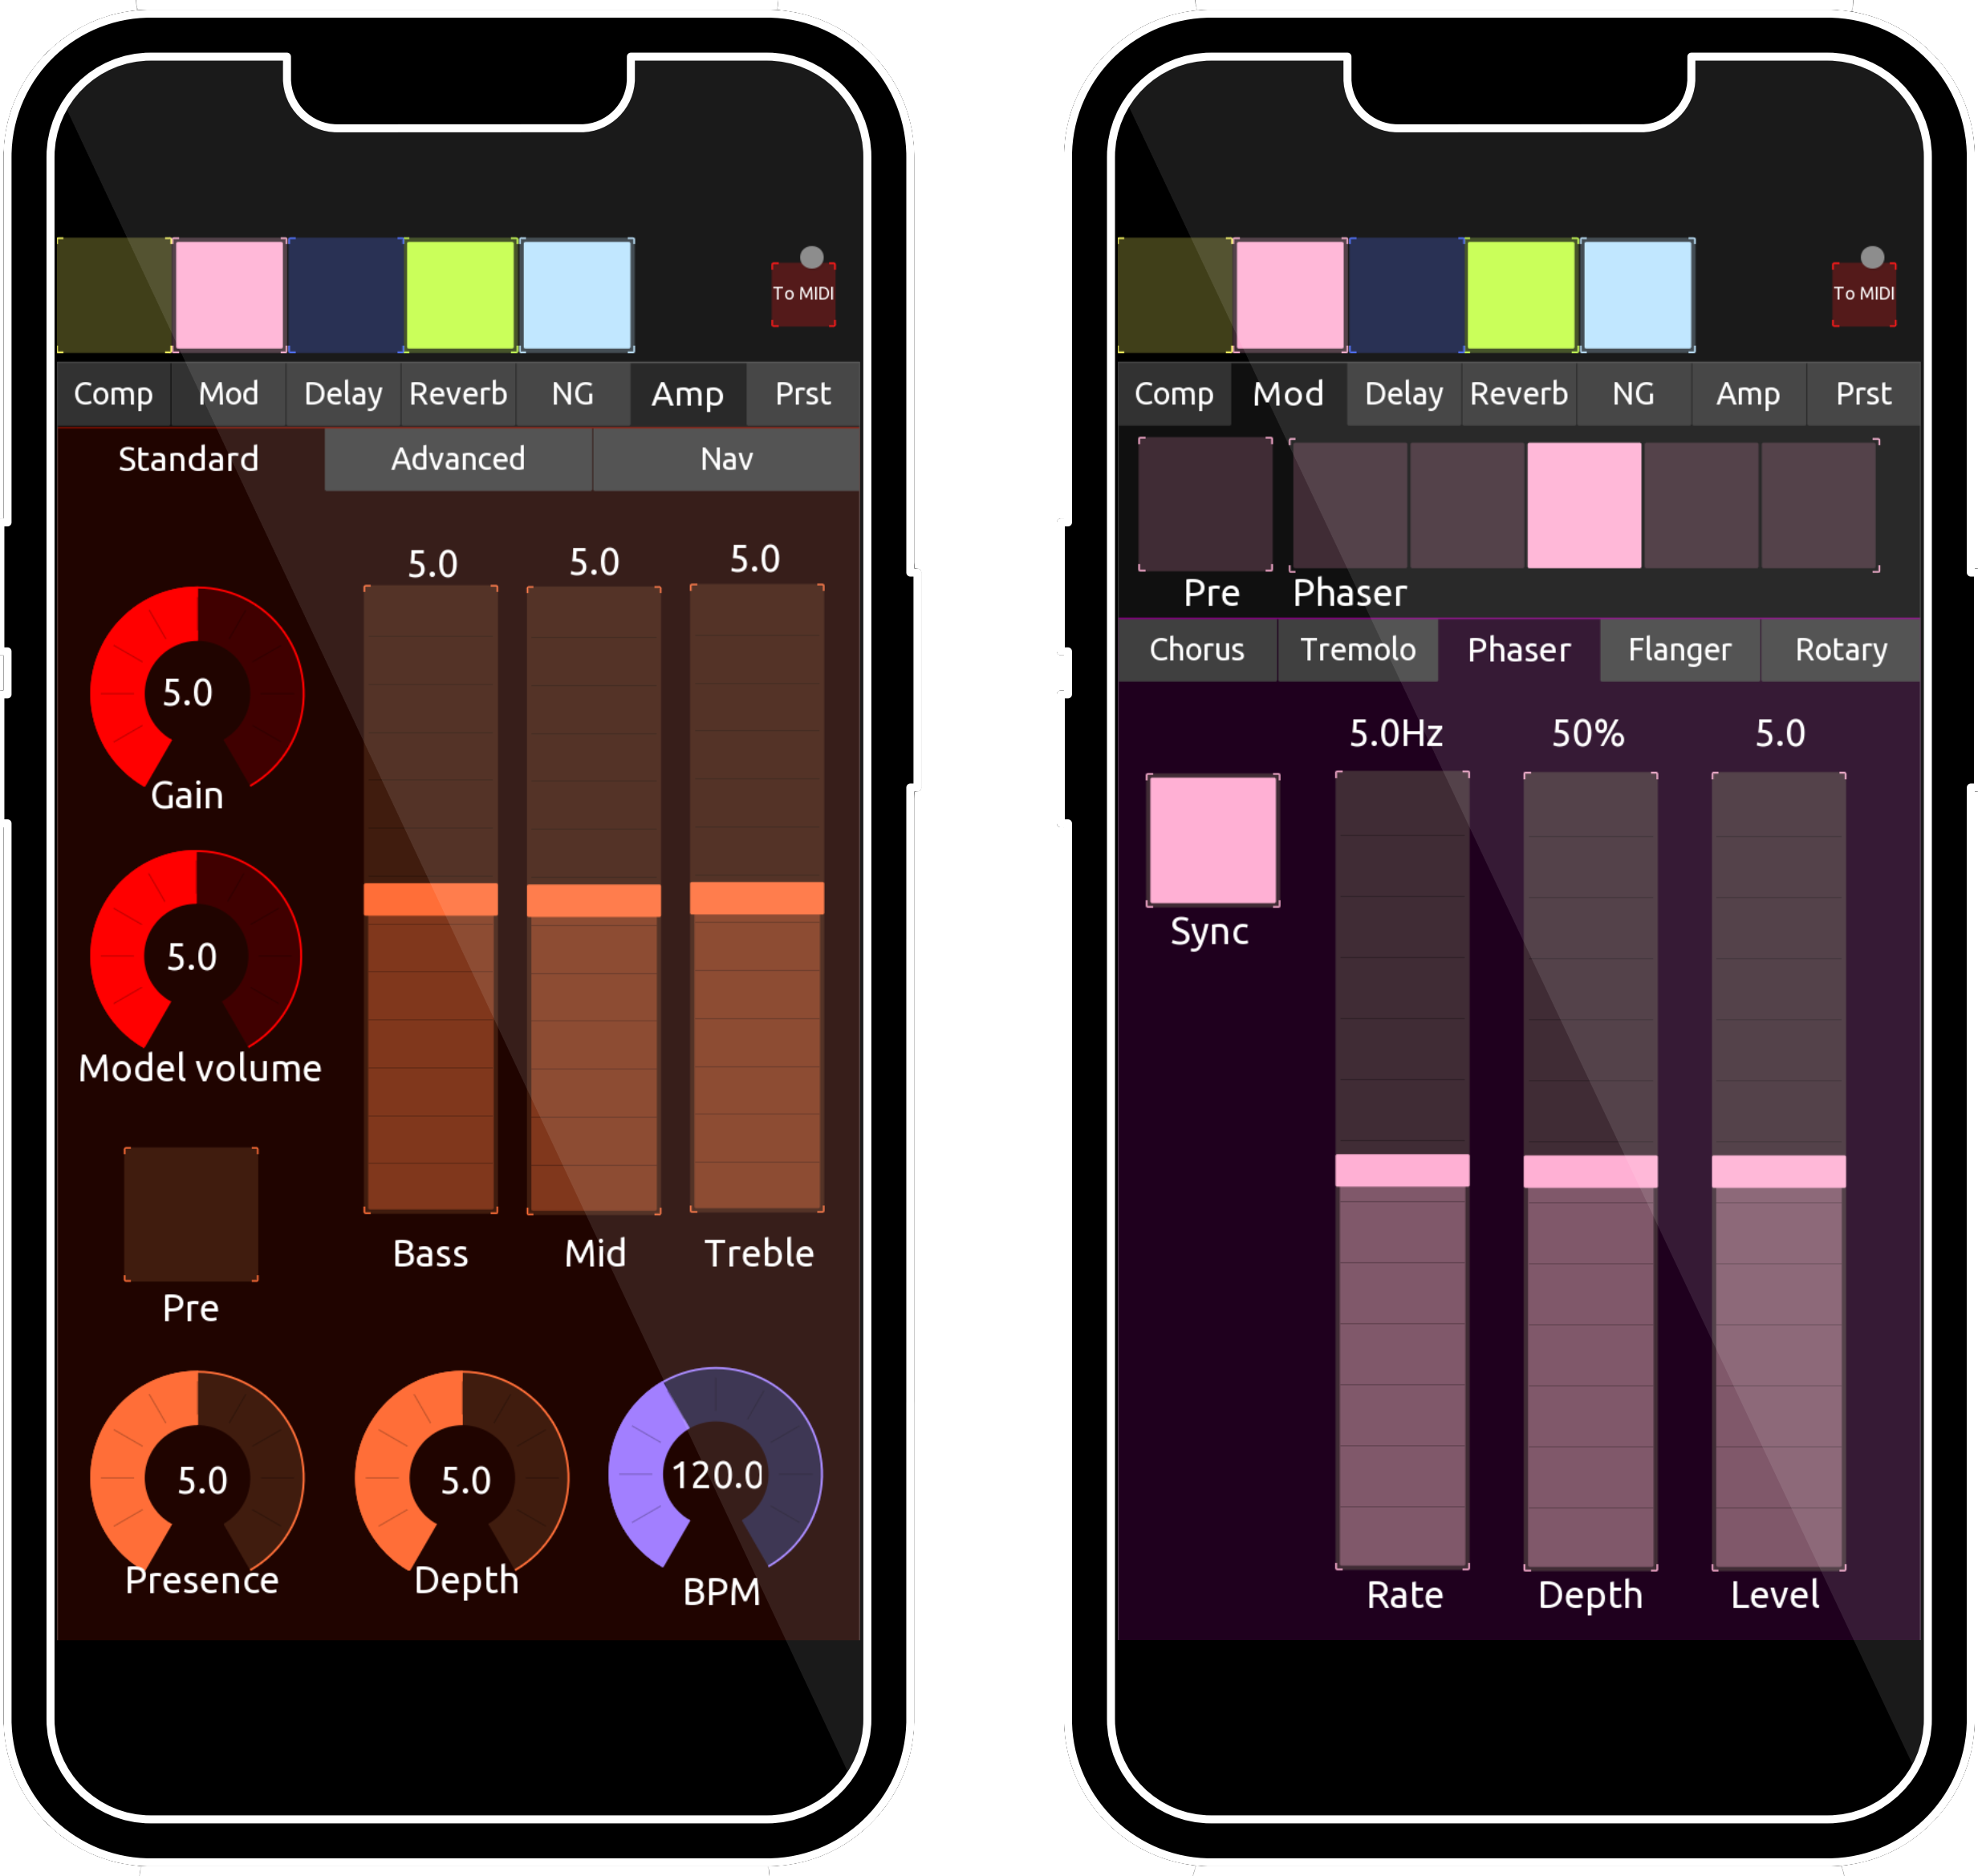 To MIDI
Comp Mod Delay Reverb NG Amp Prst
Standard Advanced Nav
5.0 5.0 5.0
5.0
Gain
5.0
Model volume
Bass Mid Treble
Pre
5.0 5.0 120.0
Presence Depth BPM
To MIDI
Comp Mod Delay Reverb NG Amp Prst
Pre Phaser
Chorus Tremolo Phaser Flanger Rotary
5.0Hz 50% 5.0
Sync
Rate Depth Level